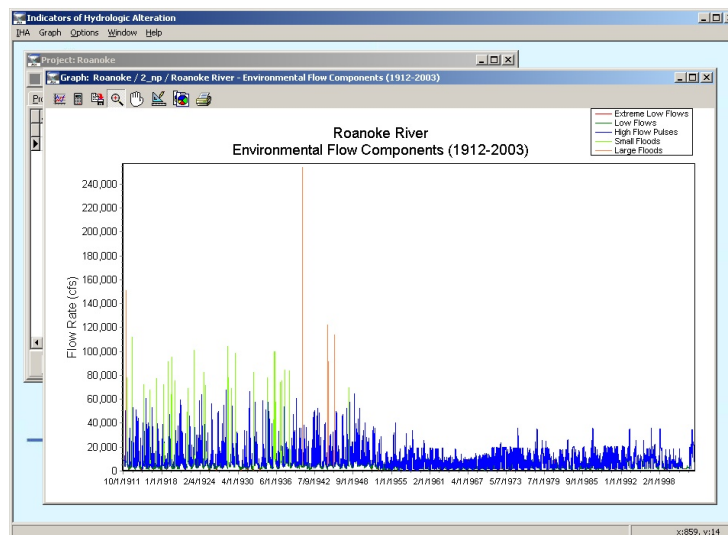 Indicators of Hydrologic Alteration
IHA Graph Options Window Help
Project: Roanoke
Graph: Roanoke / 2_np / Roanoke River - Environmental Flow Components (1912-2003)
Roanoke River
Environmental Flow Components (1912-2003)
Extreme Low Flows
Low Flows
High Flow Pulses
Small Floods
Large Floods
Flow Rate (cfs)
240,000
220,000
200,000
180,000
160,000
140,000
120,000
100,000
80,000
60,000
40,000
20,000
0
10/1/1911 1/1/1918 2/4/1924 4/1/1930 6/1/1936 7/9/1942 9/1/1948 1/1/1955 2/1/1961 4/1/1967 5/7/1973 7/1/1979 9/1/1985 1/1/1992 2/1/1998
x:859, y:14